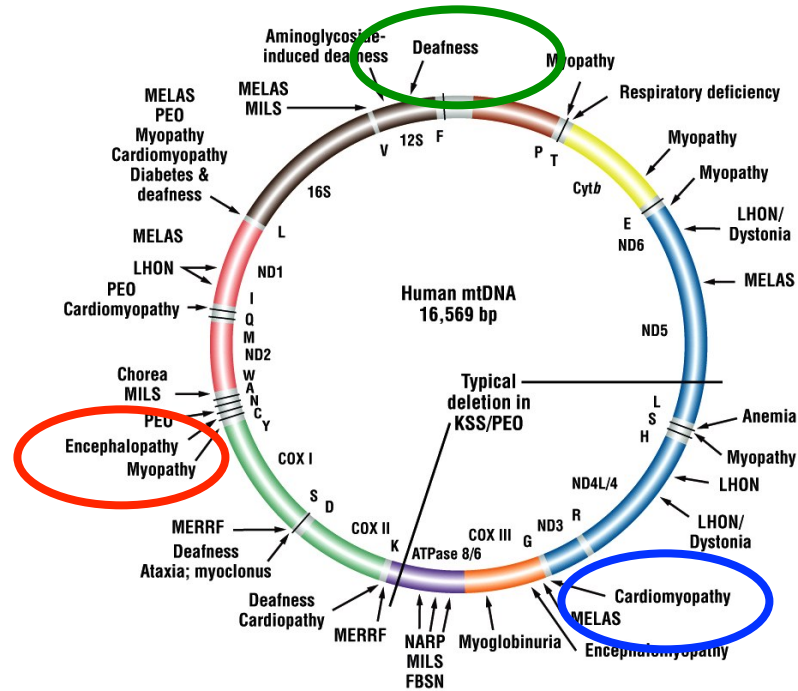 Aminoglycoside-
induced deafness
Deafness
Myopathy
Respiratory deficiency
Myopathy
Myopathy
LHON/
Dystonia
MELAS
Anemia
Myopathy
LHON
LHON/
Dystonia
Cardiomyopathy
MELAS
Encephalomyopathy
Myoglobinuria
NARP
MILS
FBSN
MERRF
Deafness
Cardiopathy
MERRF
Deafness
Ataxia; myoclonus
Chorea
MILS
PEO
Encephalopathy
Myopathy
PEO
Cardiomyopathy
LHON
MELAS
MELAS
PEO
Myopathy
Cardiomyopathy
Diabetes &
deafness
MELAS
MILS
F
12S
V
16S
L
ND1
I
Q
M
ND2
W
A
N
C
Y
COX I
S
D
COX II
K
ATPase 8/6
COX III
G
ND3
R
ND4L/4
H
S
L
ND5
ND6
E
Cytb
T
P
Human mtDNA
16,569 bp
Typical
deletion in
KSS/PEO